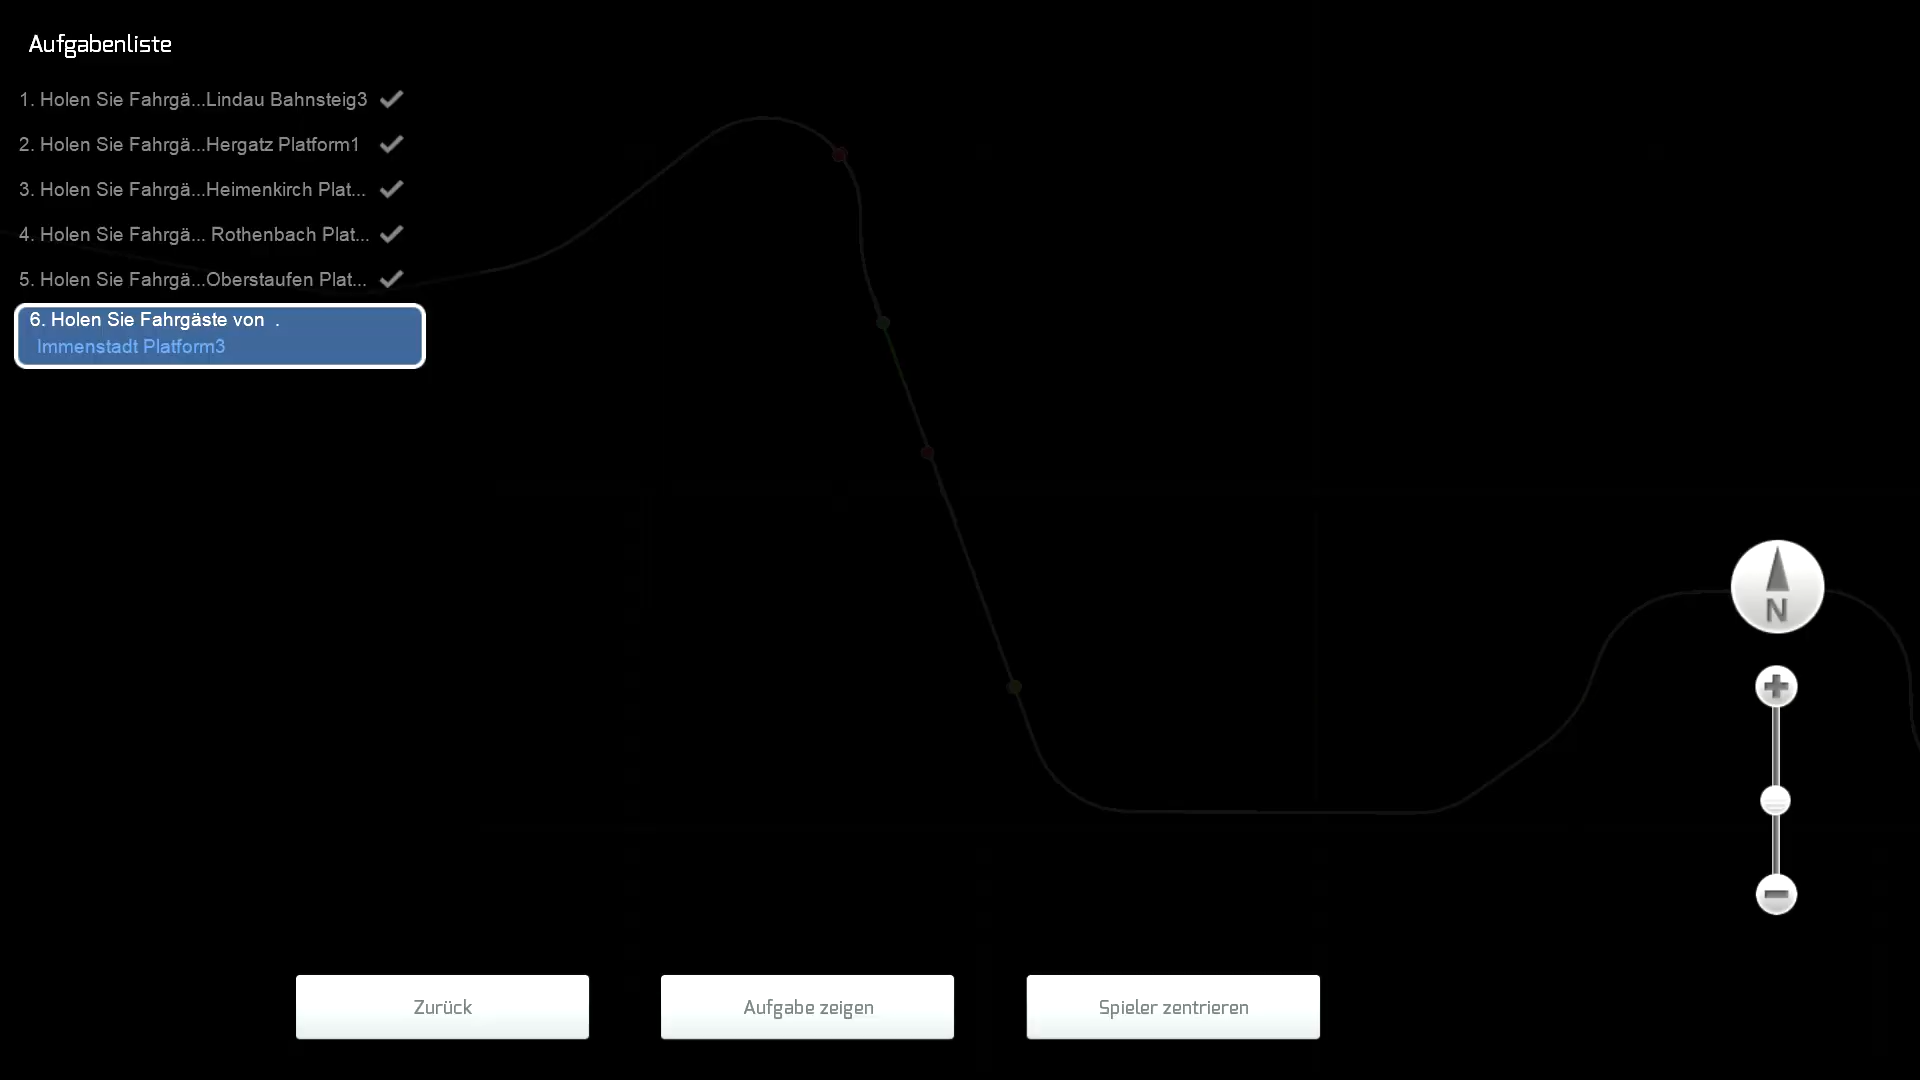 Aufgabenliste
1. Holen Sie Fahrgä...Lindau Bahnsteig3
2. Holen Sie Fahrgä...Hergatz Platform1
3. Holen Sie Fahrgä...Heimenkirch Plat...
4. Holen Sie Fahrgä... Rothenbach Plat...
5. Holen Sie Fahrgä...Oberstaufen Plat...
6. Holen Sie Fahrgäste von  .
Immenstadt Platform3
N
Zurück
Aufgabe zeigen
Spieler zentrieren